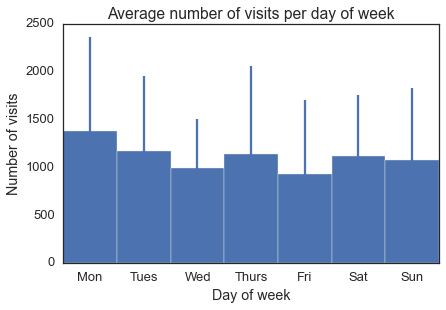 Average number of visits per day of week
2500
2000
1500
1000
500
0
Number of visits
Mon Tues Wed Thurs Fri Sat Sun
Day of week